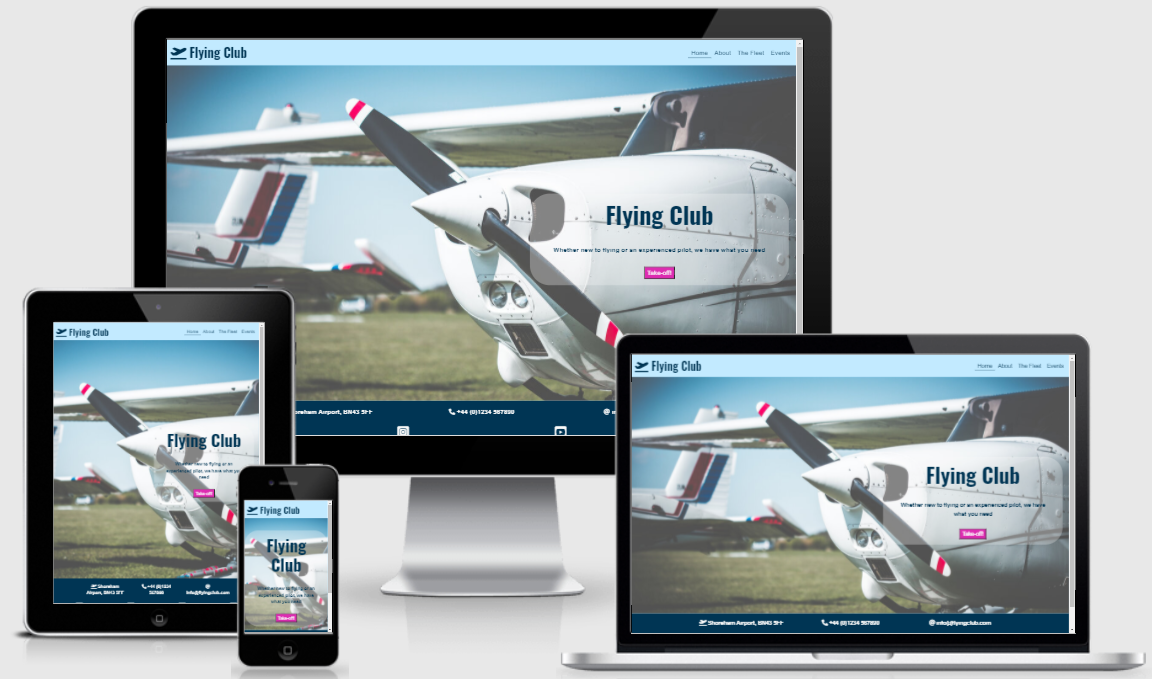 Flying Club
Home About The Fleet Events
Flying Club
Whether new to flying or an experienced pilot, we have what you need
Take-off!
Shoreham Airport, BN43 5FF
+44 (0)1234 567899
@
Flying Club
Home About The Fleet Events
Flying Club
Whether new to flying or an
experienced pilot, we have what you
need
Take-off!
Shoreham
Airport, BN43 5FF
+44 (0)1234
567899
@
info@flyingclub.com
Flying Club
Flying
Club
Whether new to flying or an
experienced pilot, we have
what you need
Take-off!
Flying Club
Home About The Fleet Events
Flying Club
Whether new to flying or an experienced pilot, we have
what you need
Take-off!
Shoreham Airport, BN43 5FF
+44 (0)1234 567899
@ info@flyingclub.com